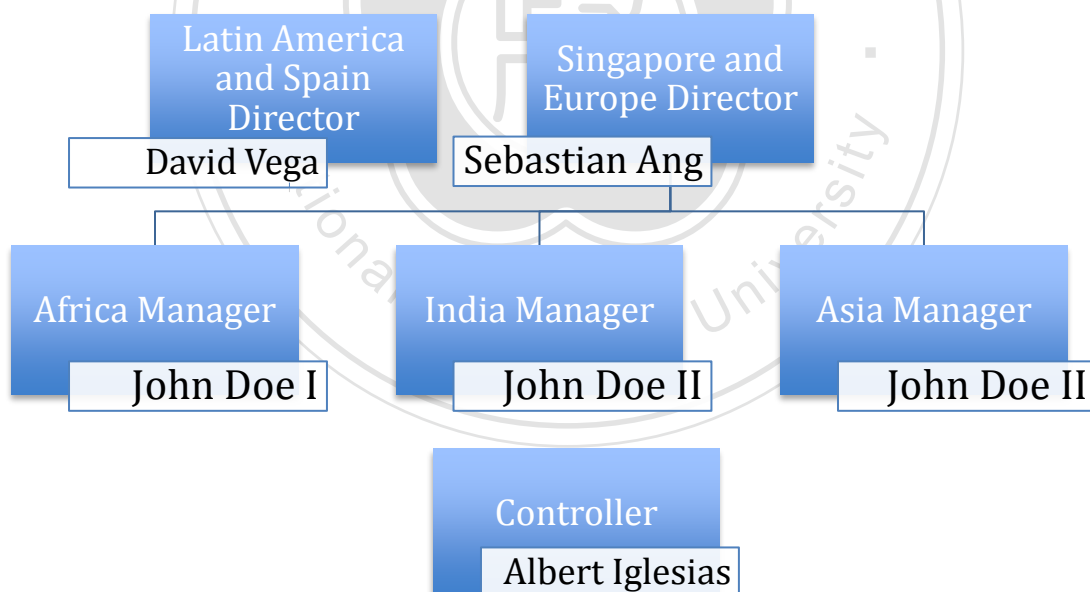 Latin America
and Spain
Director
David Vega
Singapore and
Europe Director
Sebastian Ang
Africa Manager
John Doe I
India Manager
John Doe II
Asia Manager
John Doe II
Controller
Albert Iglesias
University